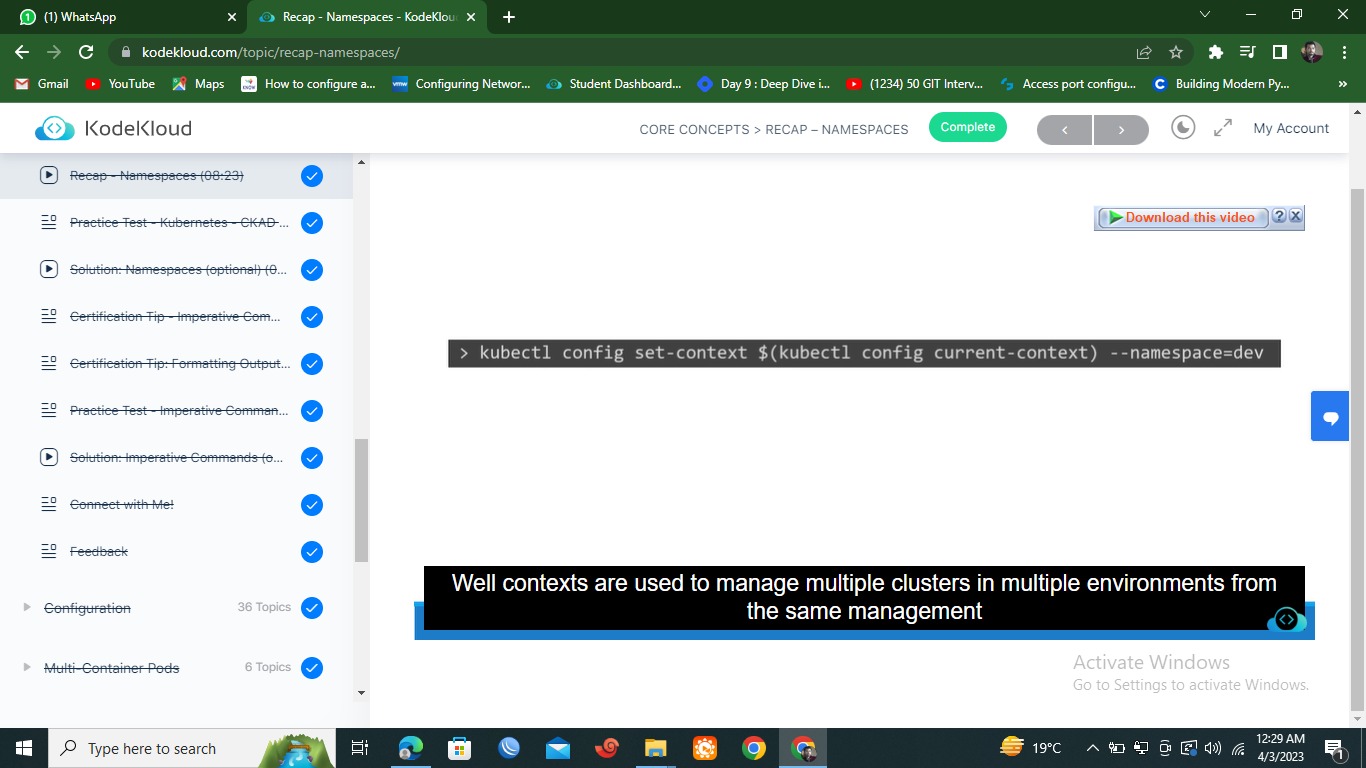 (1) WhatsApp
Recap - Namespaces - KodeKlou
kodekloud.com/topic/recap-namespaces/
Gmail
YouTube
Maps
How to configure a...
Configuring Networ...
Student Dashboard...
Day 9 : Deep Dive i...
(1234) 50 GIT Interv...
Access port configu...
Building Modern Py...
»
KodeKloud
CORE CONCEPTS > RECAP – NAMESPACES
Complete
My Account
Recap - Namespaces (08:23)
Practice Test - Kubernetes - CKAD ...
Solution: Namespaces (optional) (0...
Certification Tip - Imperative Com...
Certification Tip: Formatting Output...
Practice Test - Imperative Comman...
Solution: Imperative Commands (o...
Connect with Me!
Feedback
Configuration 36 Topics
Multi-Container Pods 6 Topics
Download this video ? X
> kubectl config set-context $(kubectl config current-context) --namespace=dev
Well contexts are used to manage multiple clusters in multiple environments from
the same management
Activate Windows
Go to Settings to activate Windows.
Type here to search
19°C
12:29 AM
4/3/2023
1